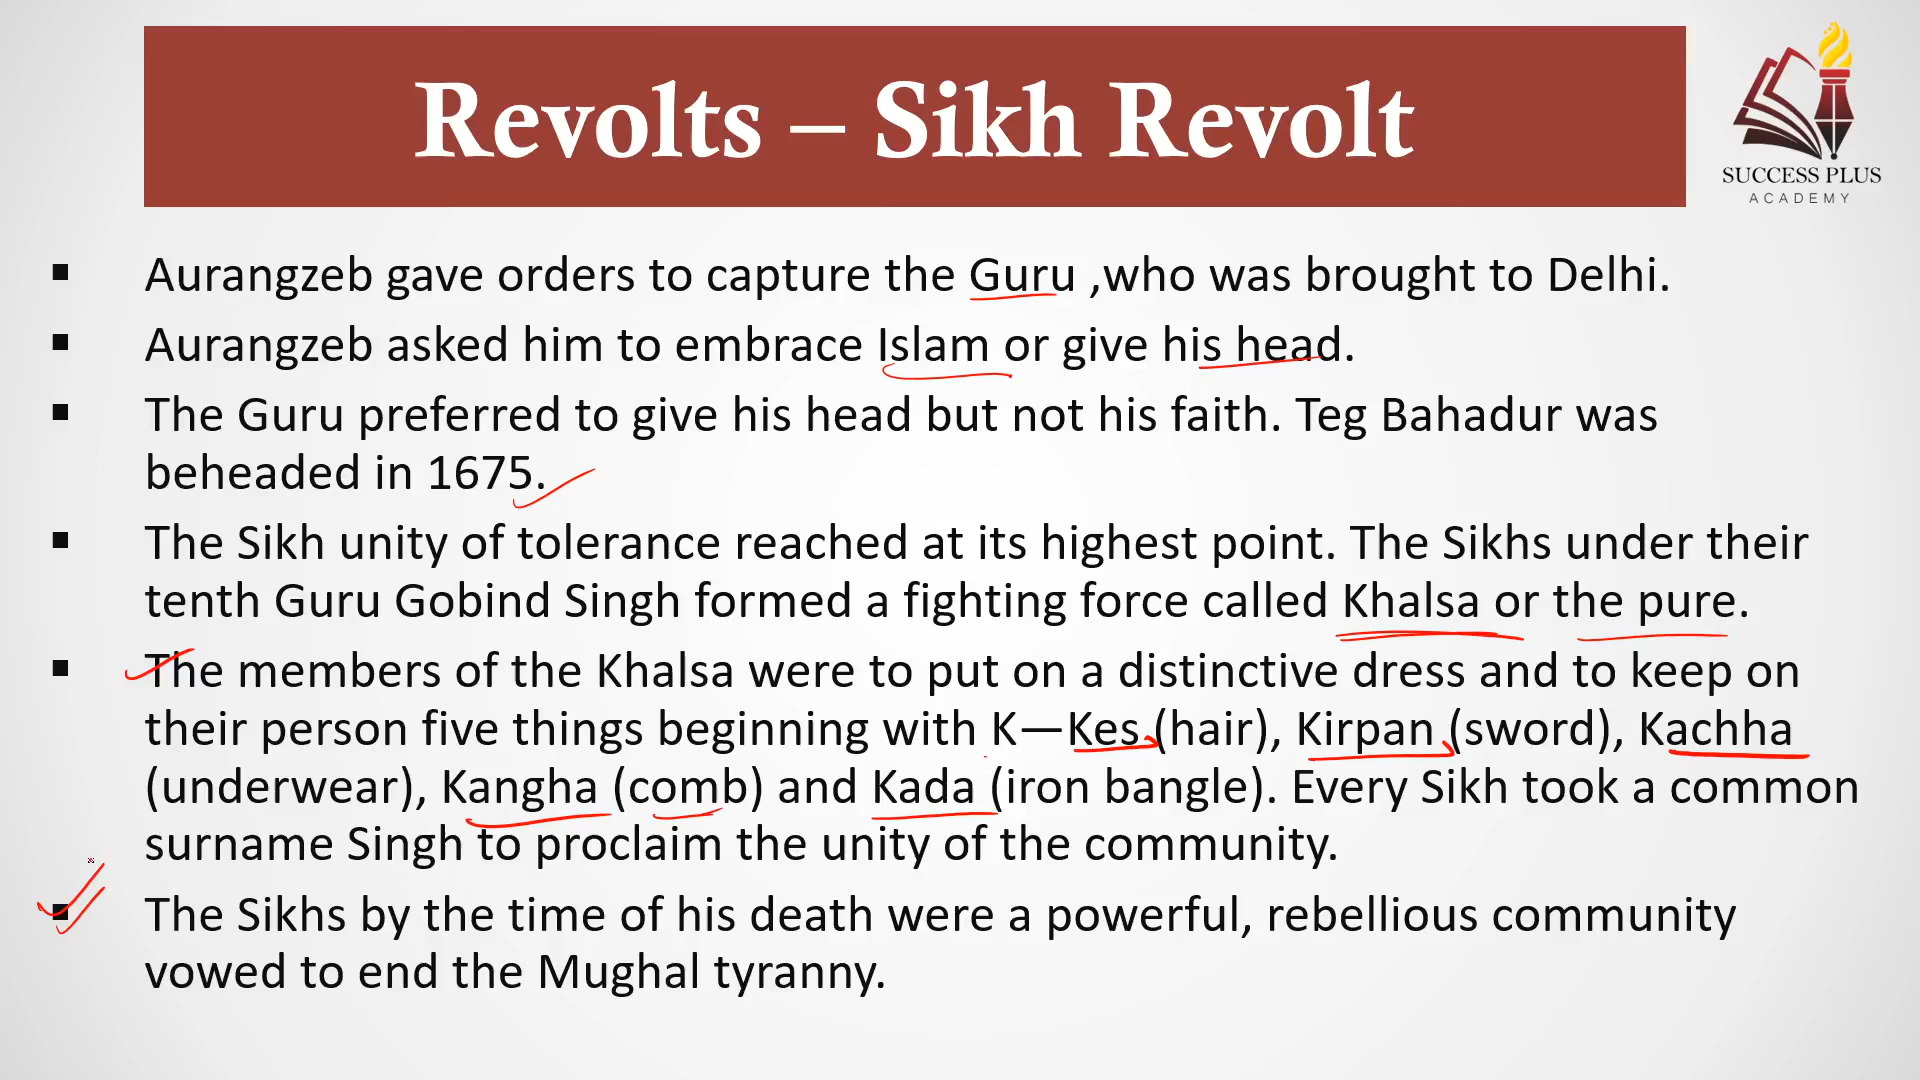 Revolts – Sikh Revolt
SUCCESS PLUS
ACADEMY
▪ Aurangzeb gave orders to capture the Guru ,who was brought to Delhi.
▪ Aurangzeb asked him to embrace Islam or give his head.
▪ The Guru preferred to give his head but not his faith. Teg Bahadur was
beheaded in 1675.
▪ The Sikh unity of tolerance reached at its highest point. The Sikhs under their
tenth Guru Gobind Singh formed a fighting force called Khalsa or the pure.
▪ The members of the Khalsa were to put on a distinctive dress and to keep on
their person five things beginning with K—Kes (hair), Kirpan (sword), Kachha
(underwear), Kangha (comb) and Kada (iron bangle). Every Sikh took a common
surname Singh to proclaim the unity of the community.
▪ The Sikhs by the time of his death were a powerful, rebellious community
vowed to end the Mughal tyranny.